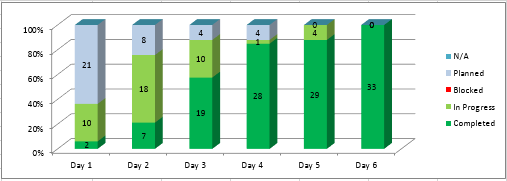 100%
80%
60%
40%
20%
0%
21
10
2
8
18
7
4
10
19
4
1
28
0
4
29
0
33
Day 1
Day 2
Day 3
Day 4
Day 5
Day 6
N/A
Planned
Blocked
In Progress
Completed